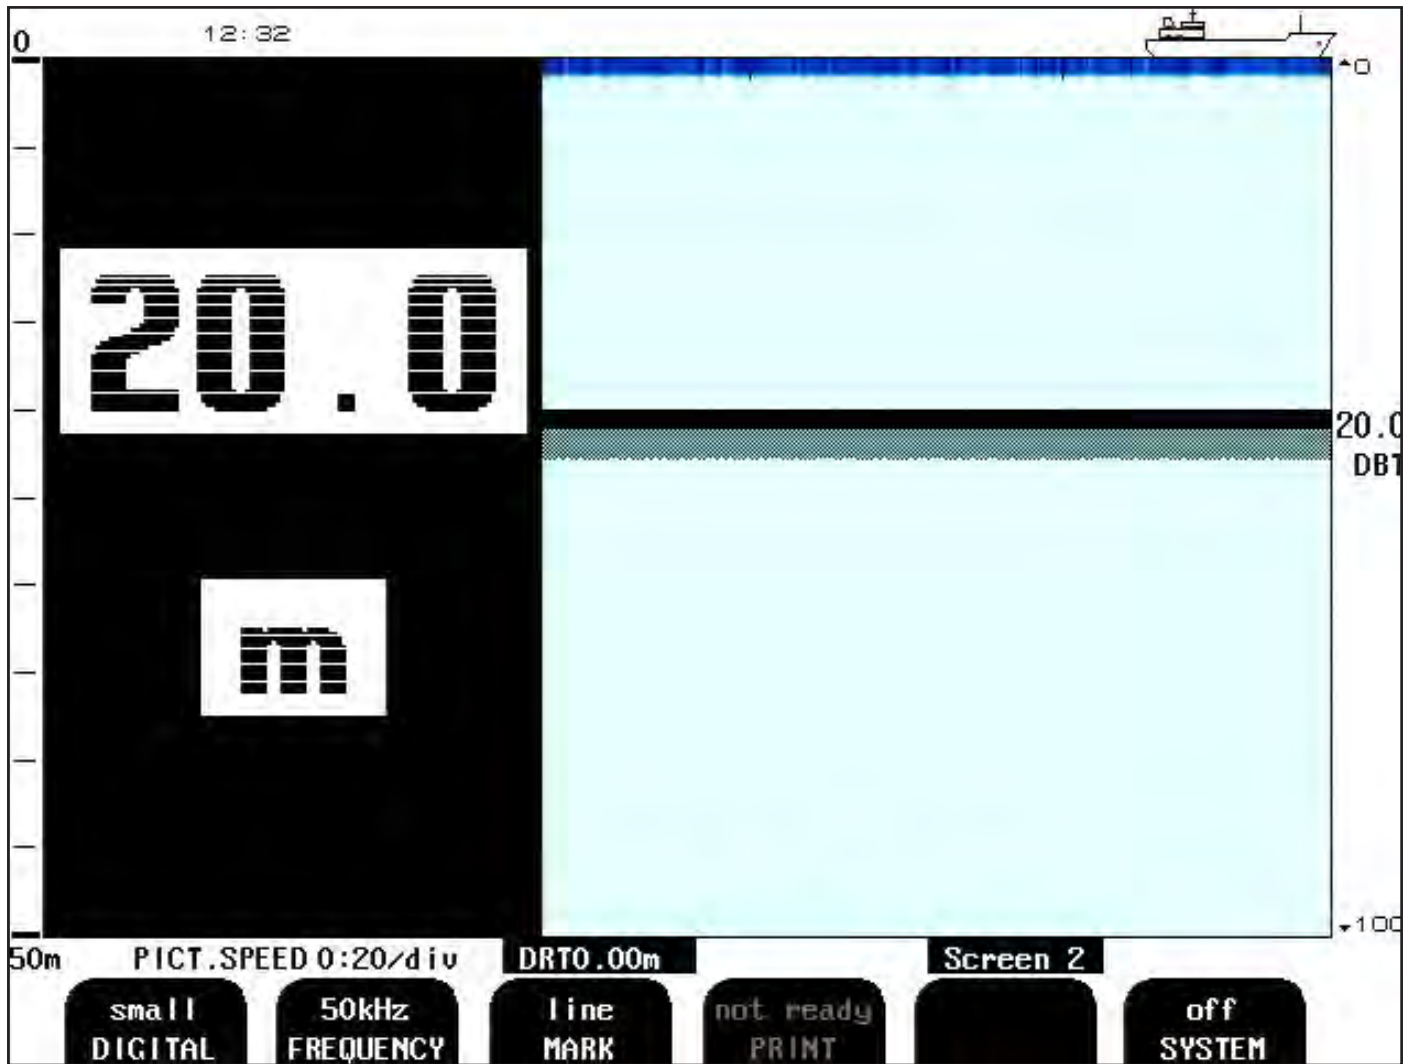 0
12:32
0
20.0
20.0
DBT
m
100
50m PICT.SPEED 0:20/div DRT0.00m Screen 2
small 50kHz line not ready off
DIGITAL FREQUENCY MARK PRINT SYSTEM